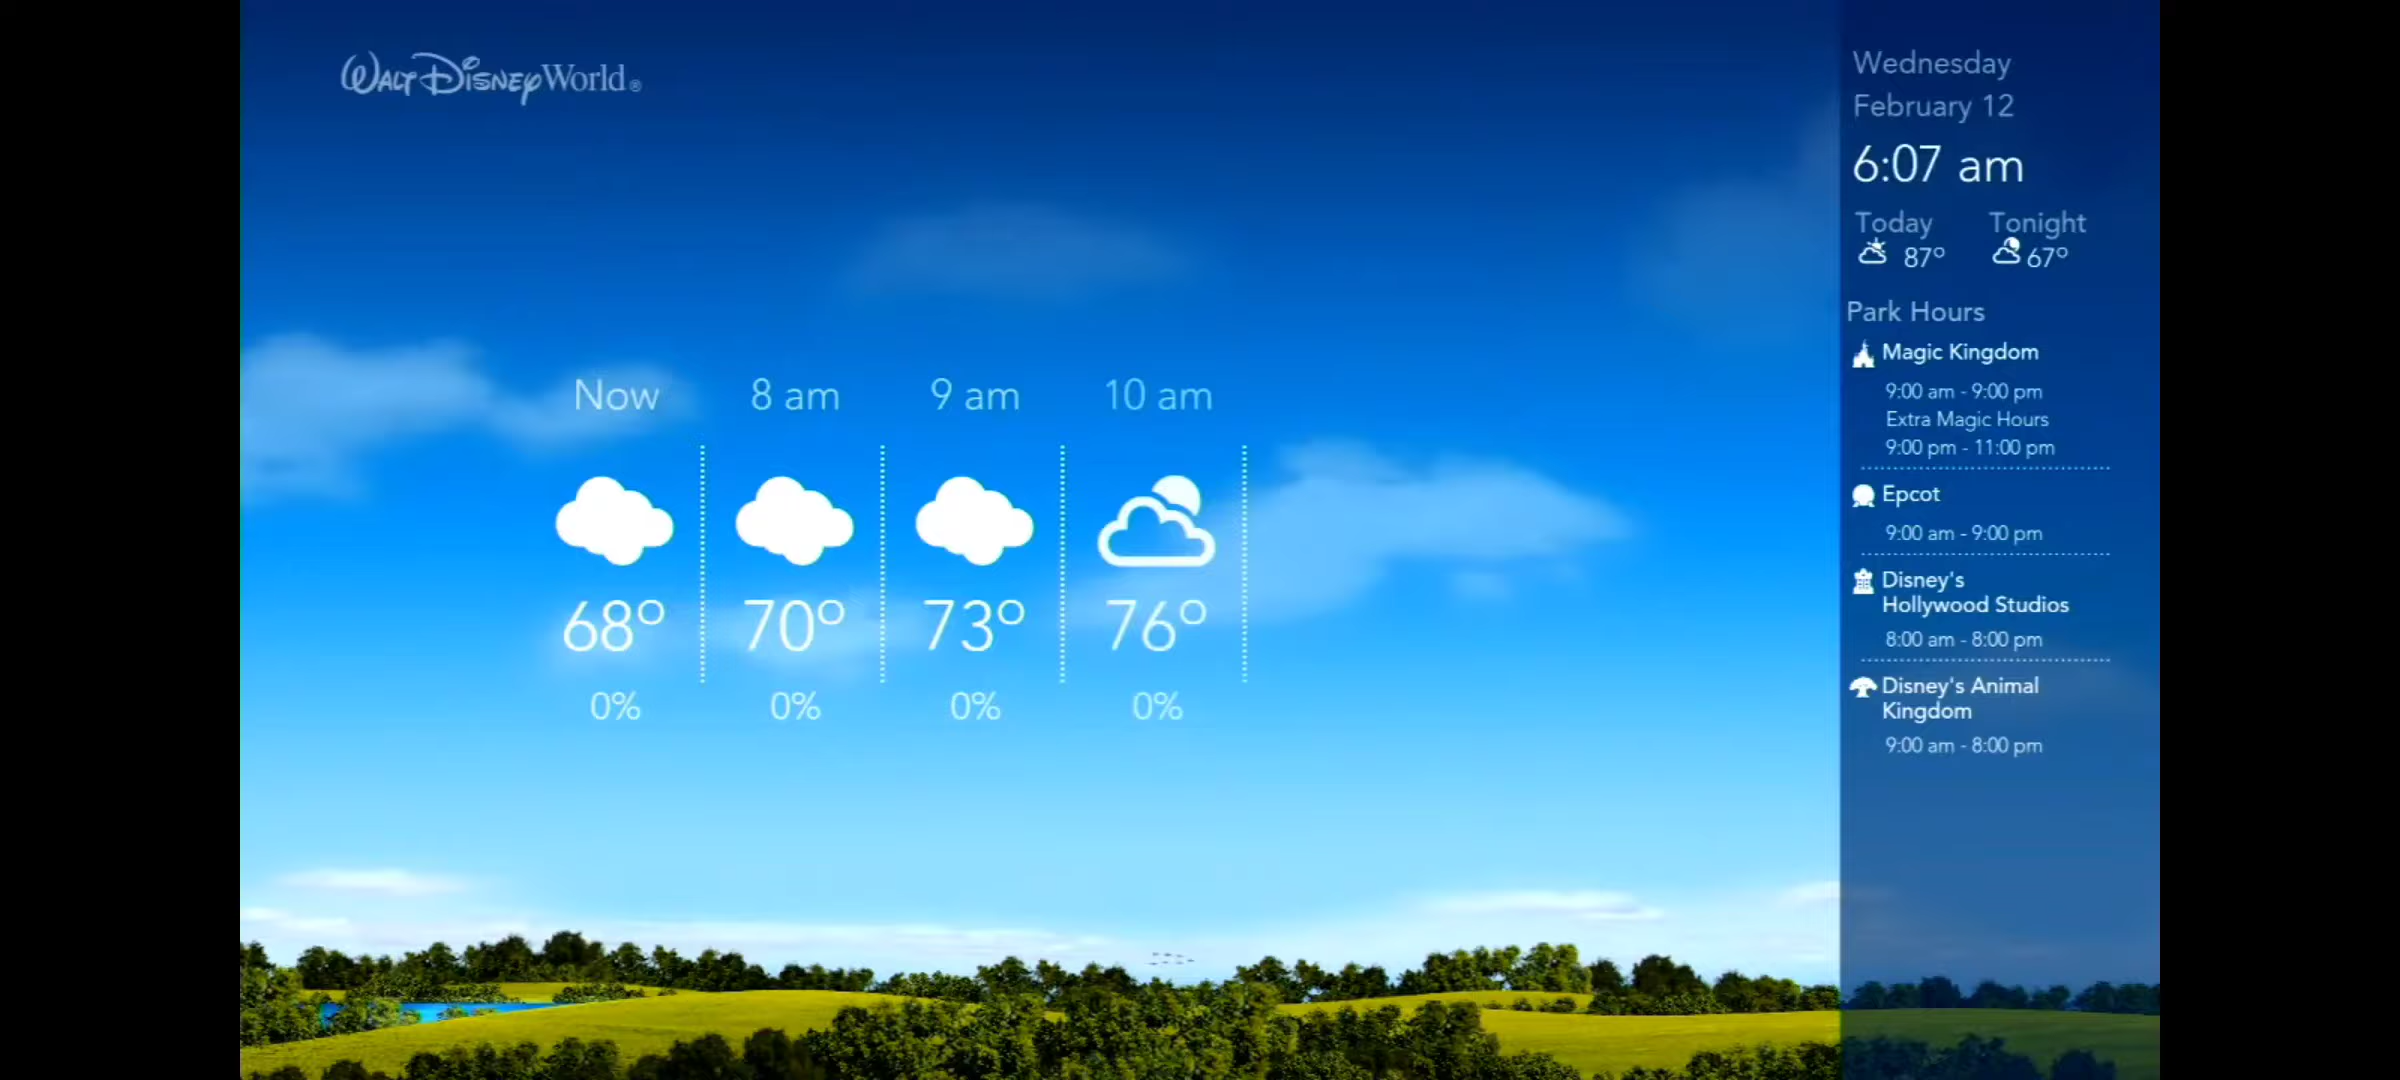 Walt Disney World®
Now
8 am
9 am
10 am
68°
70°
73°
76°
0%
0%
0%
0%
Wednesday
February 12
6:07 am
Today
Tonight
87°
67°
Park Hours
Magic Kingdom
9:00 am - 9:00 pm
Extra Magic Hours
9:00 pm - 11:00 pm
Epcot
9:00 am - 9:00 pm
Disney's
Hollywood Studios
8:00 am - 8:00 pm
Disney's Animal
Kingdom
9:00 am - 8:00 pm